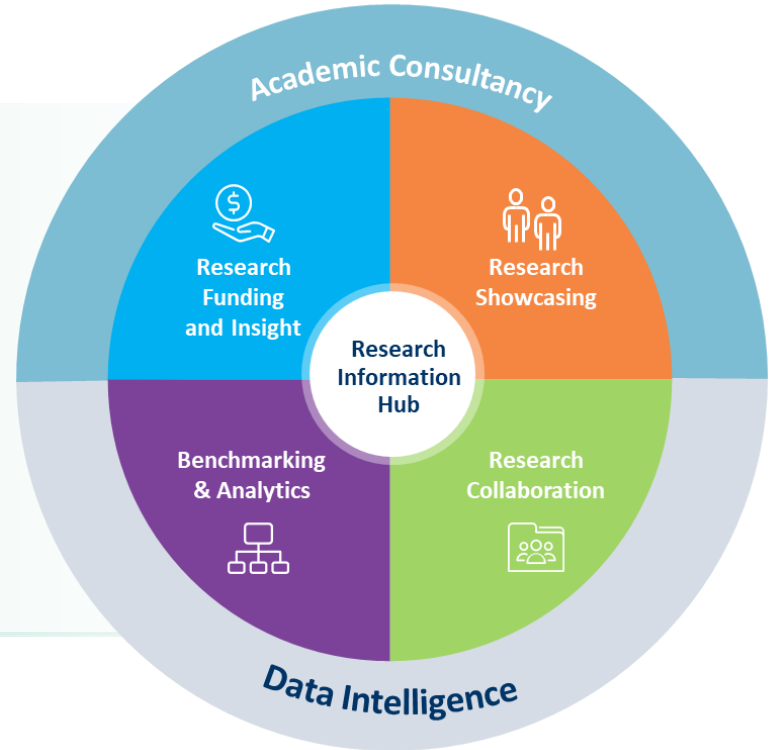 Academic Consultancy
Research
Funding
and Insight
Research
Showcasing
Research
Information
Hub
Benchmarking
& Analytics
Research
Collaboration
Data Intelligence